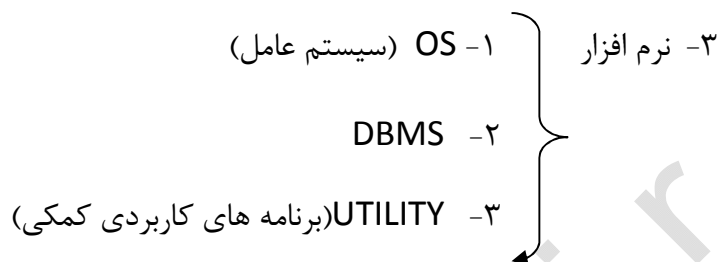 ۳- نرم افزار ۱- OS (سیستم عامل)
۲- DBMS
۳- UTILITY(برنامه های کاربردی کمکی)